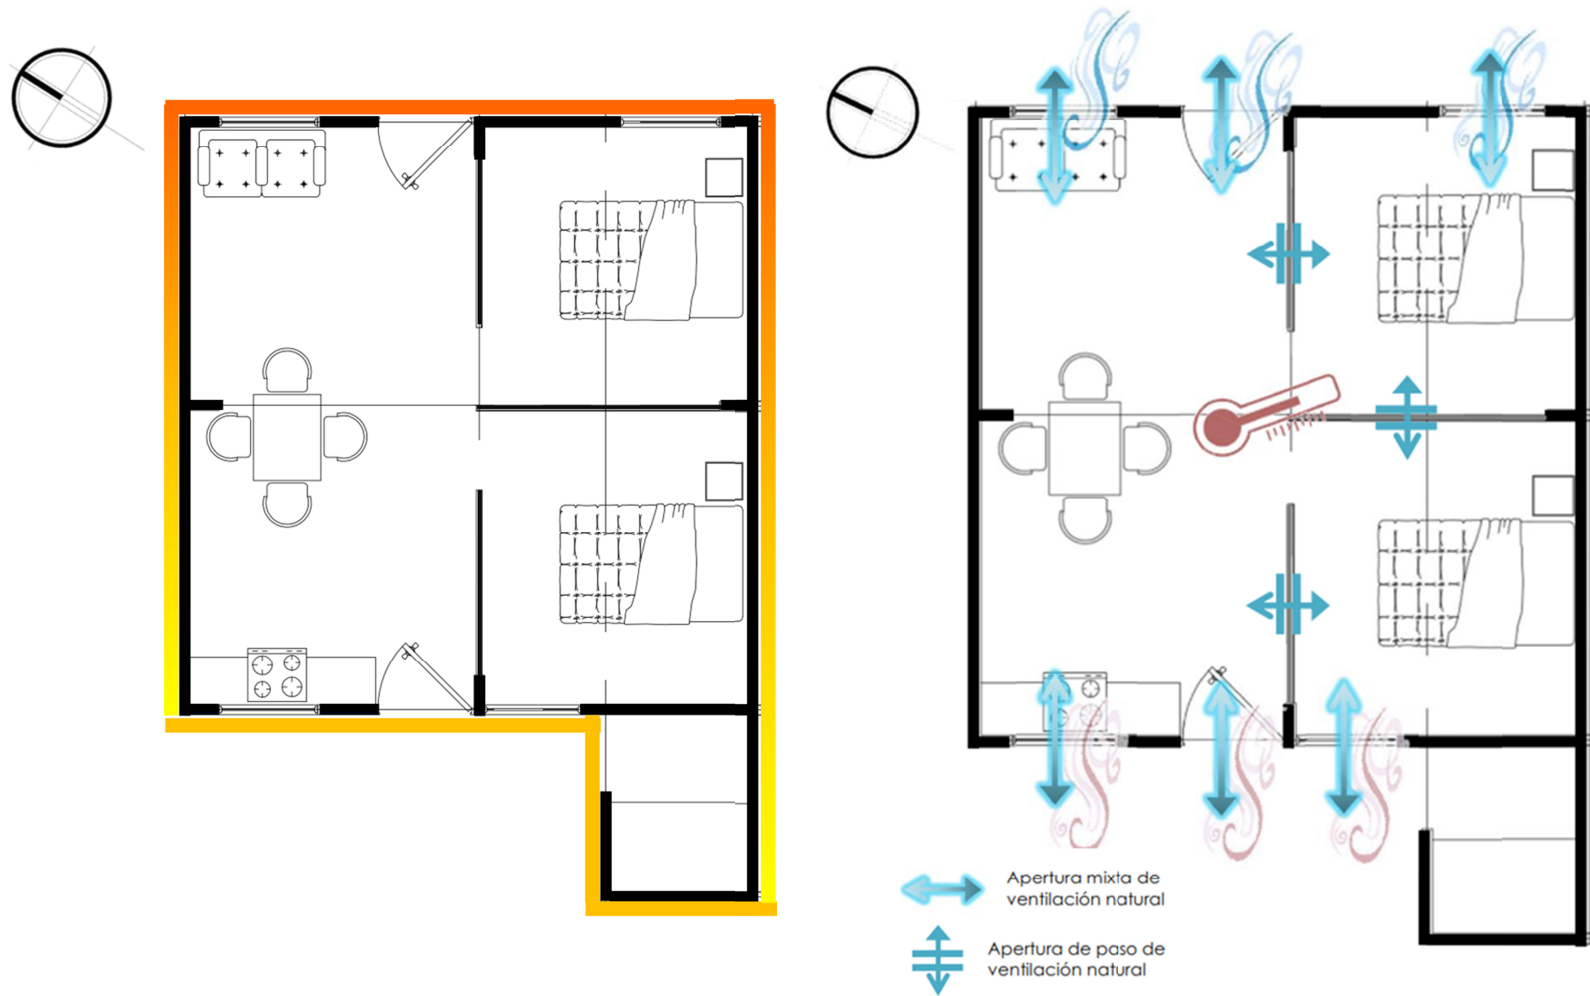 Apertura mixta de
ventilación natural
Apertura de paso de
ventilación natural